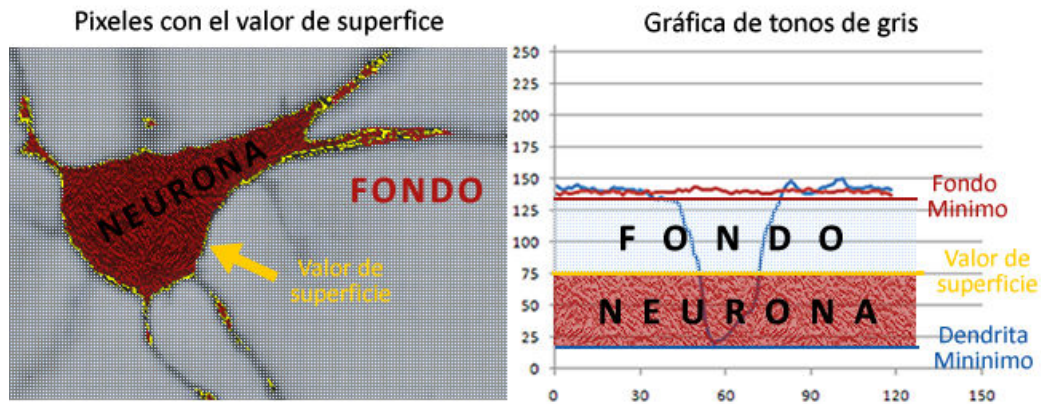 Pixeles con el valor de superfice
NEURONA
FONDO
Valor de
superficie
Gráfica de tonos de gris
250
225
200
175
150
125
100
75
50
25
0
0
30
60
90
120
150
FONDO
NEURONA
Fondo
Minimo
Valor de
superficie
Dendrita
Mininimo